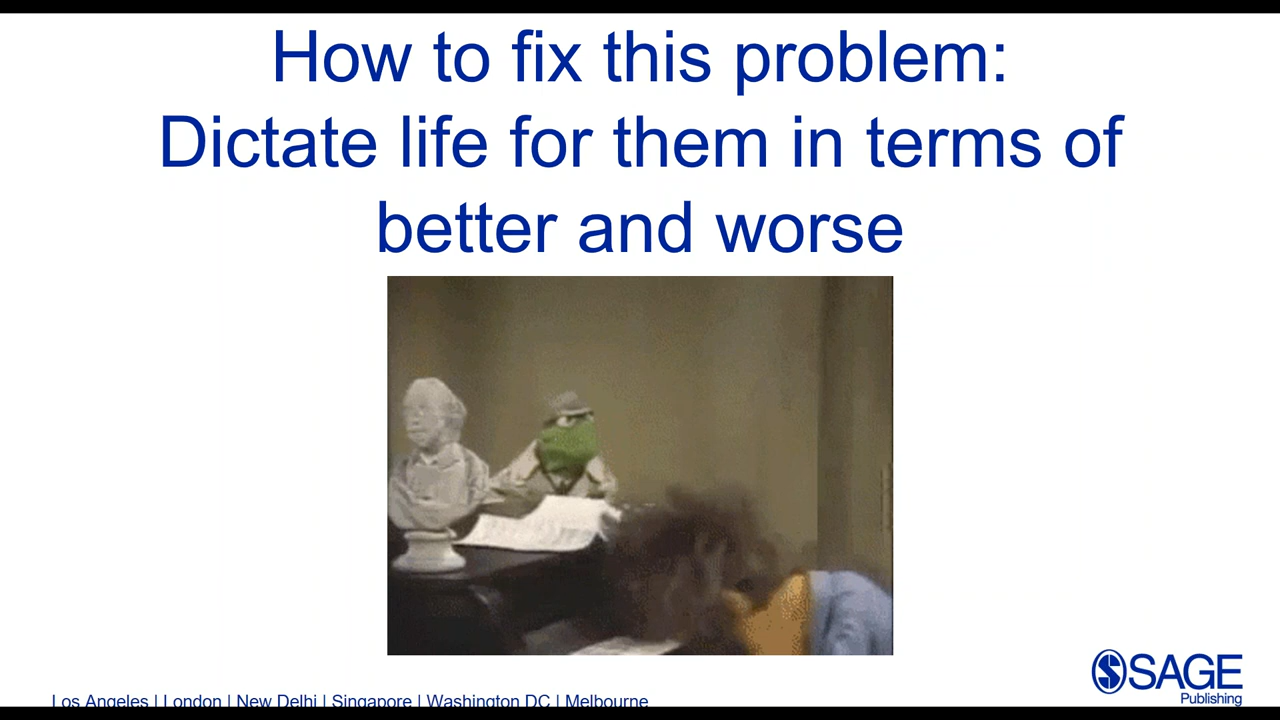 How to fix this problem:
Dictate life for them in terms of
better and worse
SAGE
Publishing
Los Angeles | London | New Delhi | Singapore | Washington DC | Melbourne